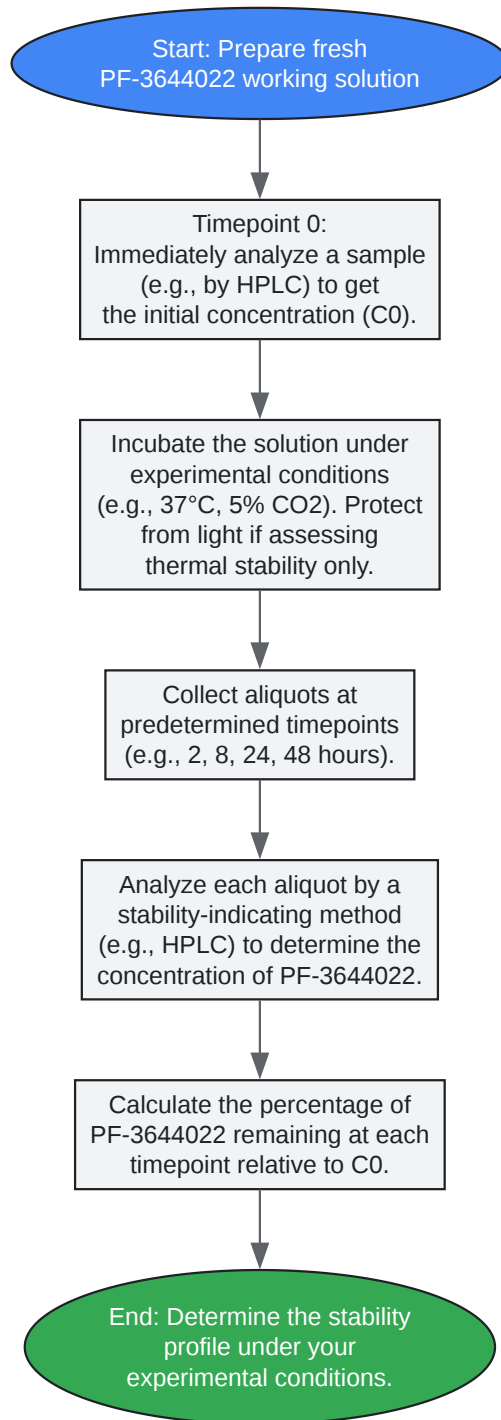 Start: Prepare fresh
PF-3644022 working solution
Timepoint 0:
Immediately analyze a sample
(e.g., by HPLC) to get
the initial concentration (C0).
Incubate the solution under
experimental conditions
(e.g., 37°C, 5% CO2). Protect
from light if assessing
thermal stability only.
Collect aliquots at
predetermined timepoints
(e.g., 2, 8, 24, 48 hours).
Analyze each aliquot by a
stability-indicating method
(e.g., HPLC) to determine the
concentration of PF-3644022.
Calculate the percentage of
PF-3644022 remaining at each
timepoint relative to C0.
End: Determine the stability
profile under your
experimental conditions.